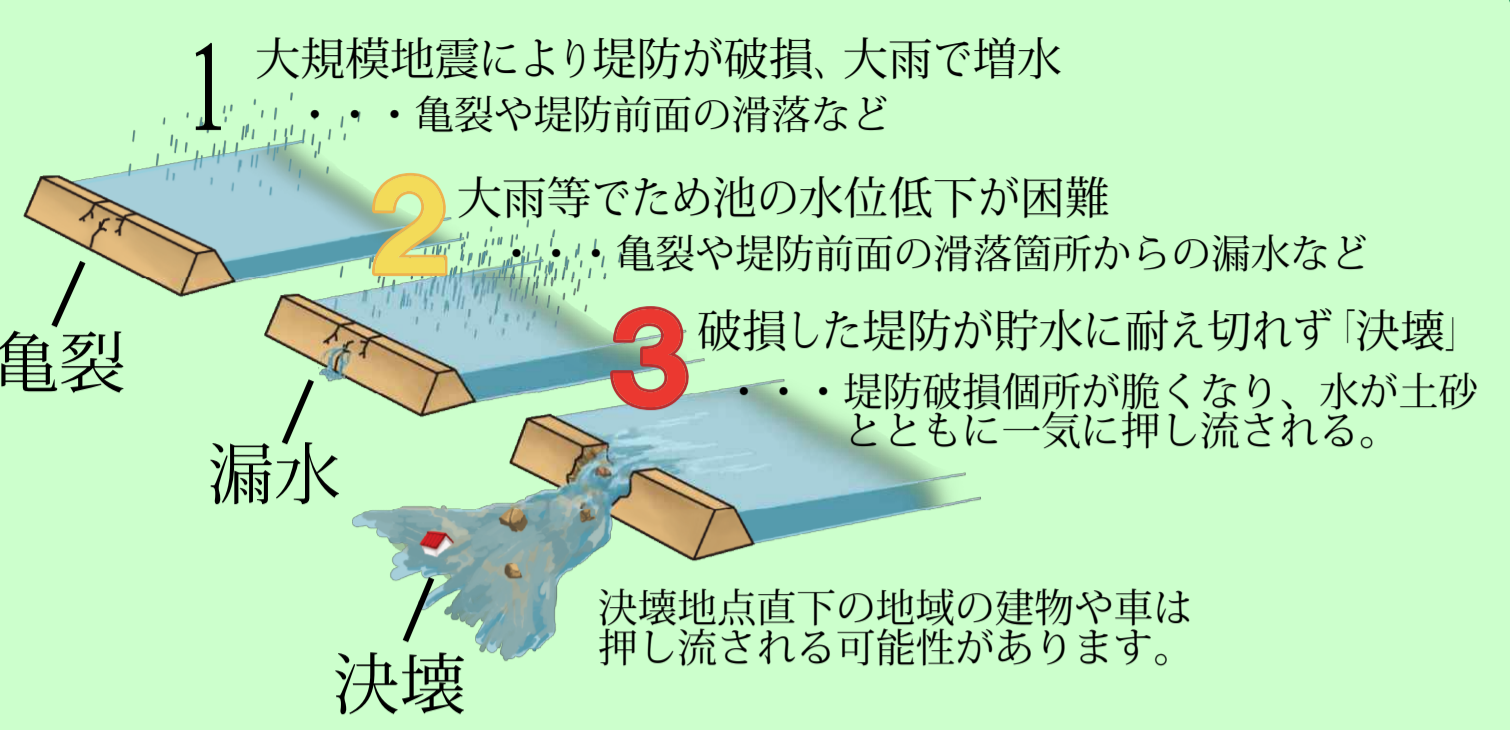 1 大規模地震により堤防が破損、大雨で増水
・・・亀裂や堤防前面の滑落など
2 大雨等でため池の水位低下が困難
・・・亀裂や堤防前面の滑落箇所からの漏水など
亀裂
3 破損した堤防が貯水に耐え切れず「決壊」
・・・堤防破損個所が脆くなり、水が土砂
とともに一気に押し流される。
漏水
決壊地点直下の地域の建物や車は
押し流される可能性があります。
決壊